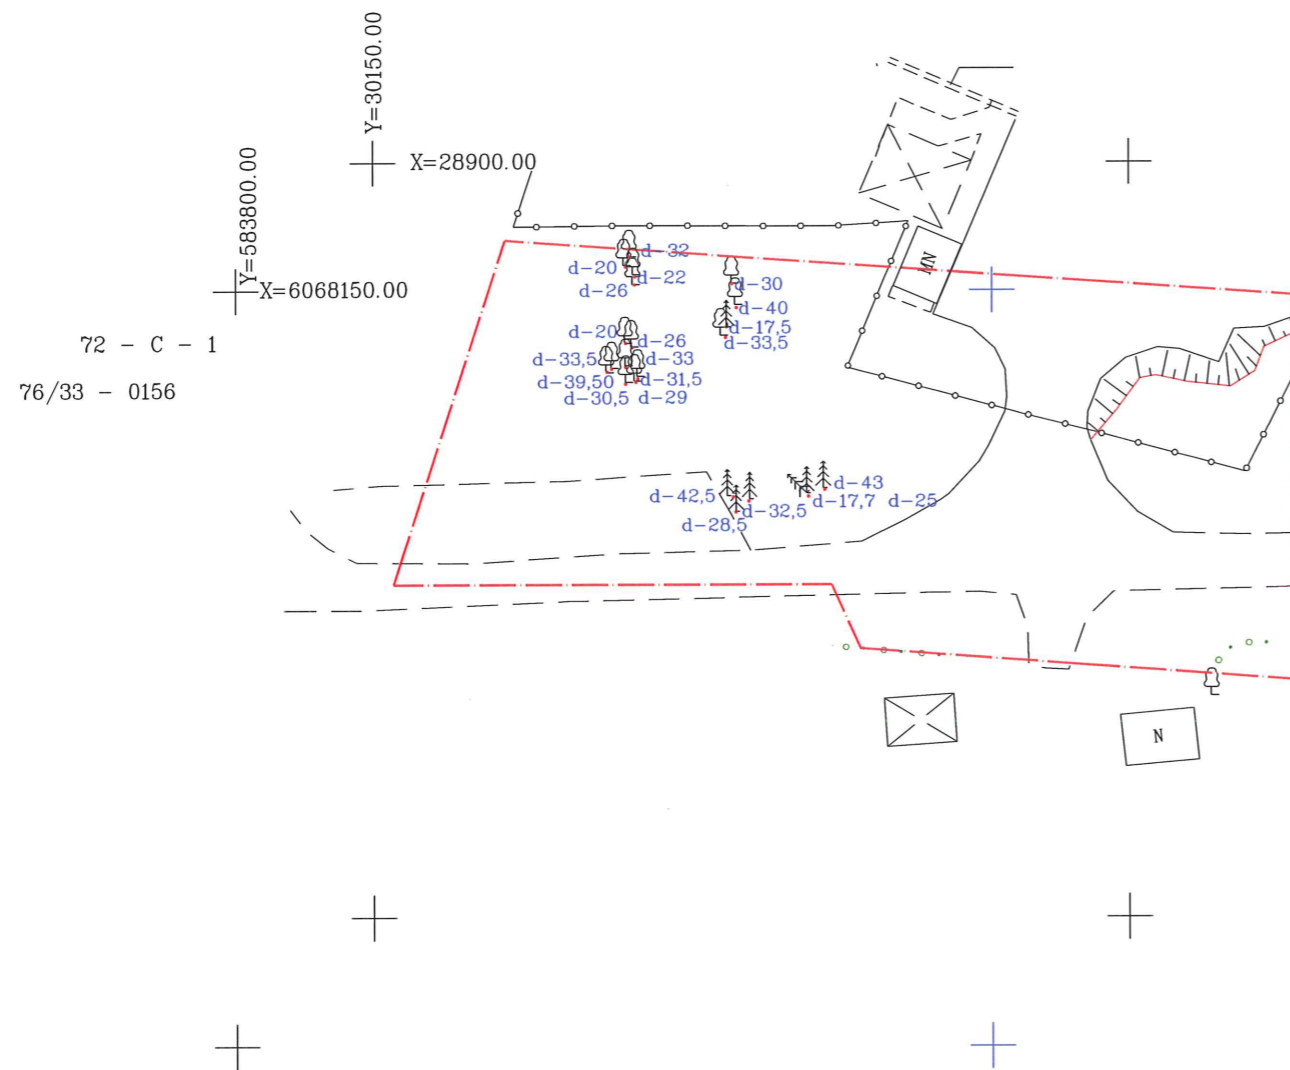 Y=30150.00
X=28900.00
Y=583800.00
X=6068150.00
72 - C - 1
76/33 - 0156
MN
d-32
d-20
d-22
d-26
d-30
d-40
d-17,5
d-33,5
d-20
d-26
d-33,5
d-33
d-39,50
d-31,5
d-30,5
d-29
d-42,5
d-32,5
d-28,5
d-43
d-17,7
d-25
N